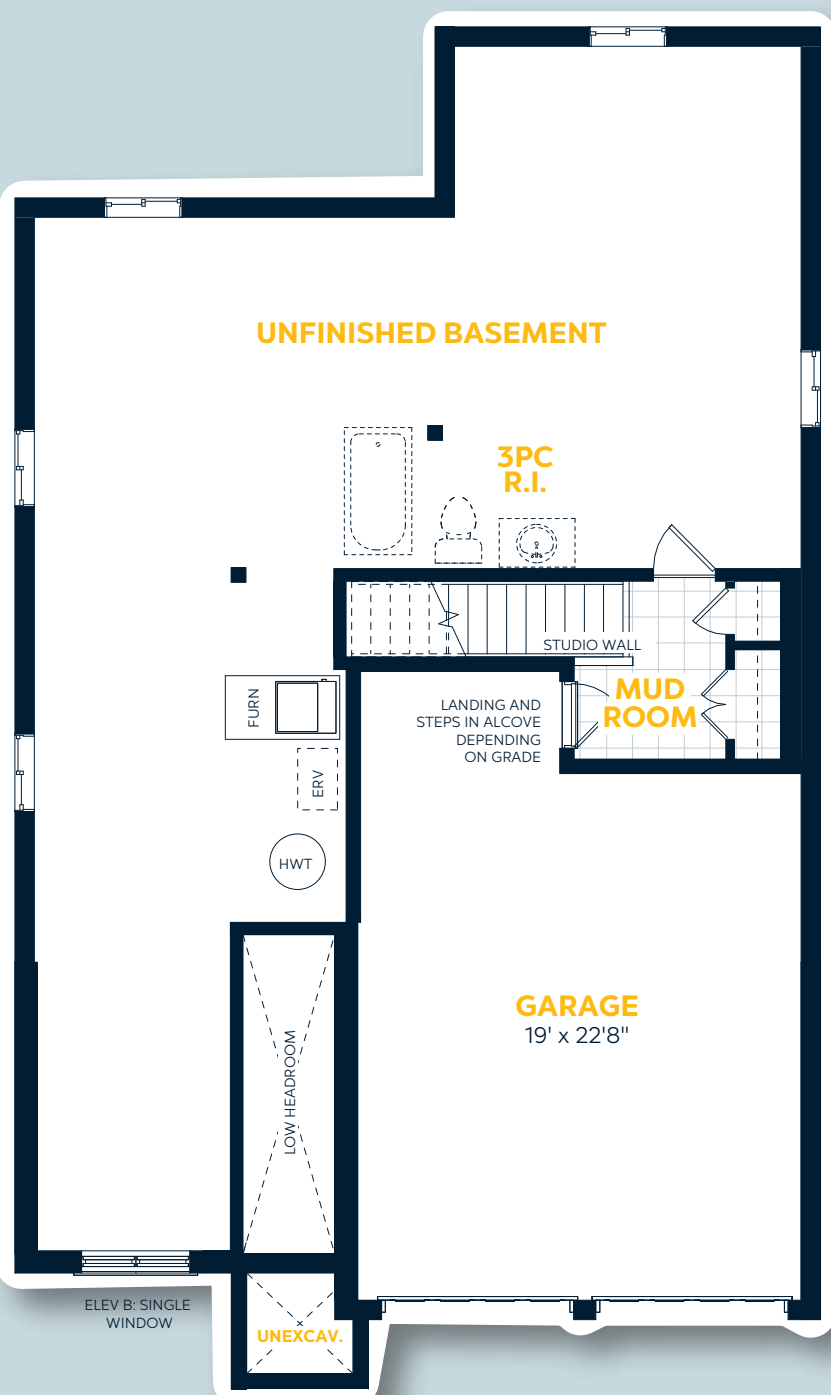 UNFINISHED BASEMENT
3PC
R.I.
STUDIO WALL
MUD
ROOM
LANDING AND
STEPS IN ALCOVE
DEPENDING
ON GRADE
FURN
ERV
HWT
GARAGE
19' x 22'8"
LOW HEADROOM
ELEV B: SINGLE
WINDOW
UNEXCAV.